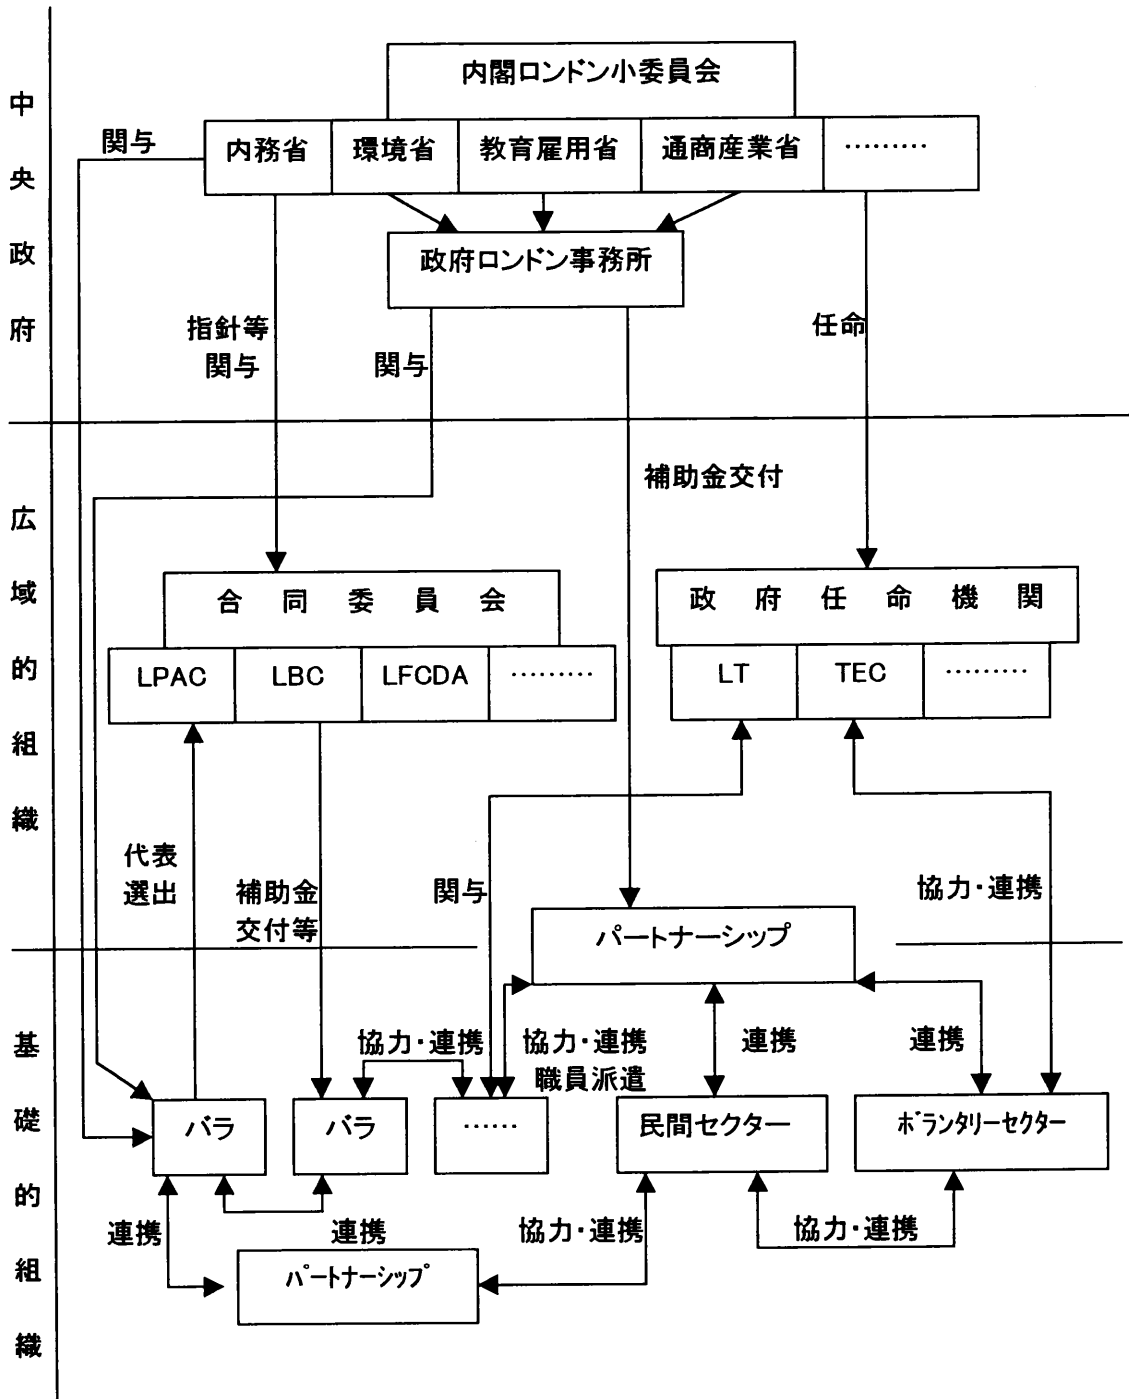 中央政府
内閣ロンドン小委員会
関与
内務省
環境省
教育雇用省
通商産業省
………
政府ロンドン事務所
指針等
関与
関与
任命
広域的組織
補助金交付
合同委員会
政府任命機関
LPAC
LBC
LFCDA
………
LT
TEC
………
代表
選出
補助金
交付等
関与
協力・連携
パートナーシップ
基礎的組織
協力・連携
協力・連携
職員派遣
連携
連携
バラ
バラ
……
民間セクター
ボランタリーセクター
連携
連携
協力・連携
協力・連携
パートナーシップ